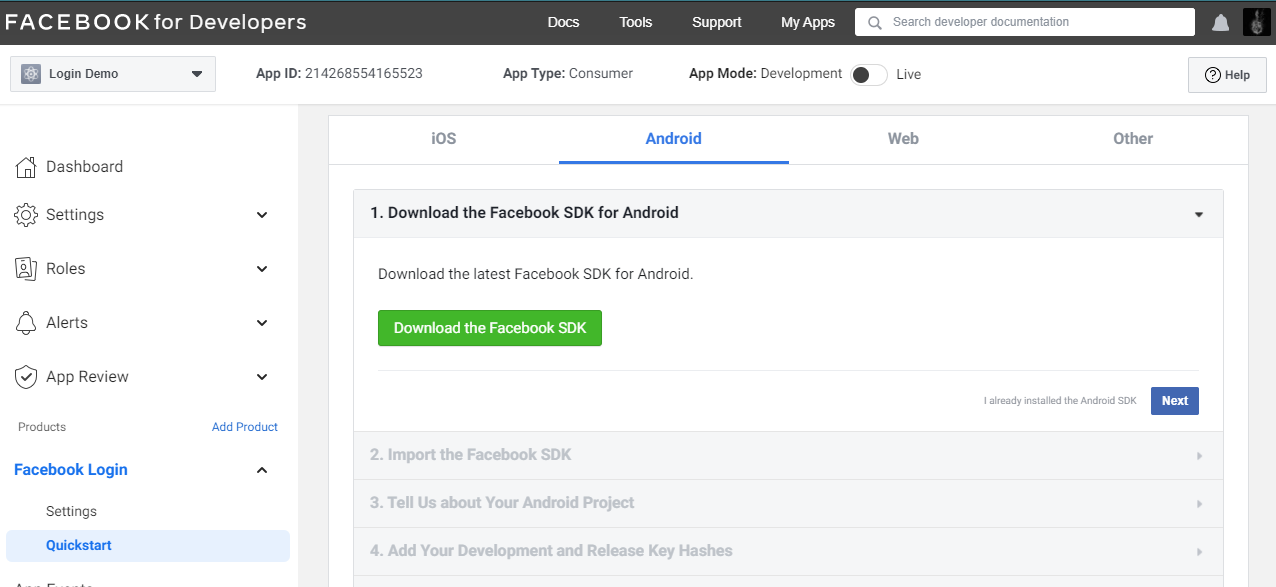 FACEBOOK for Developers
Docs
Tools
Support
My Apps
Search developer documentation
Login Demo
App ID: 214268554165523
App Type: Consumer
App Mode: Development
Live
Help
Dashboard
Settings
Roles
Alerts
App Review
Products
Add Product
Facebook Login
Settings
Quickstart
App Events
iOS
Android
Web
Other
1. Download the Facebook SDK for Android
Download the latest Facebook SDK for Android.
Download the Facebook SDK
I already installed the Android SDK
Next
2. Import the Facebook SDK
3. Tell Us about Your Android Project
4. Add Your Development and Release Key Hashes